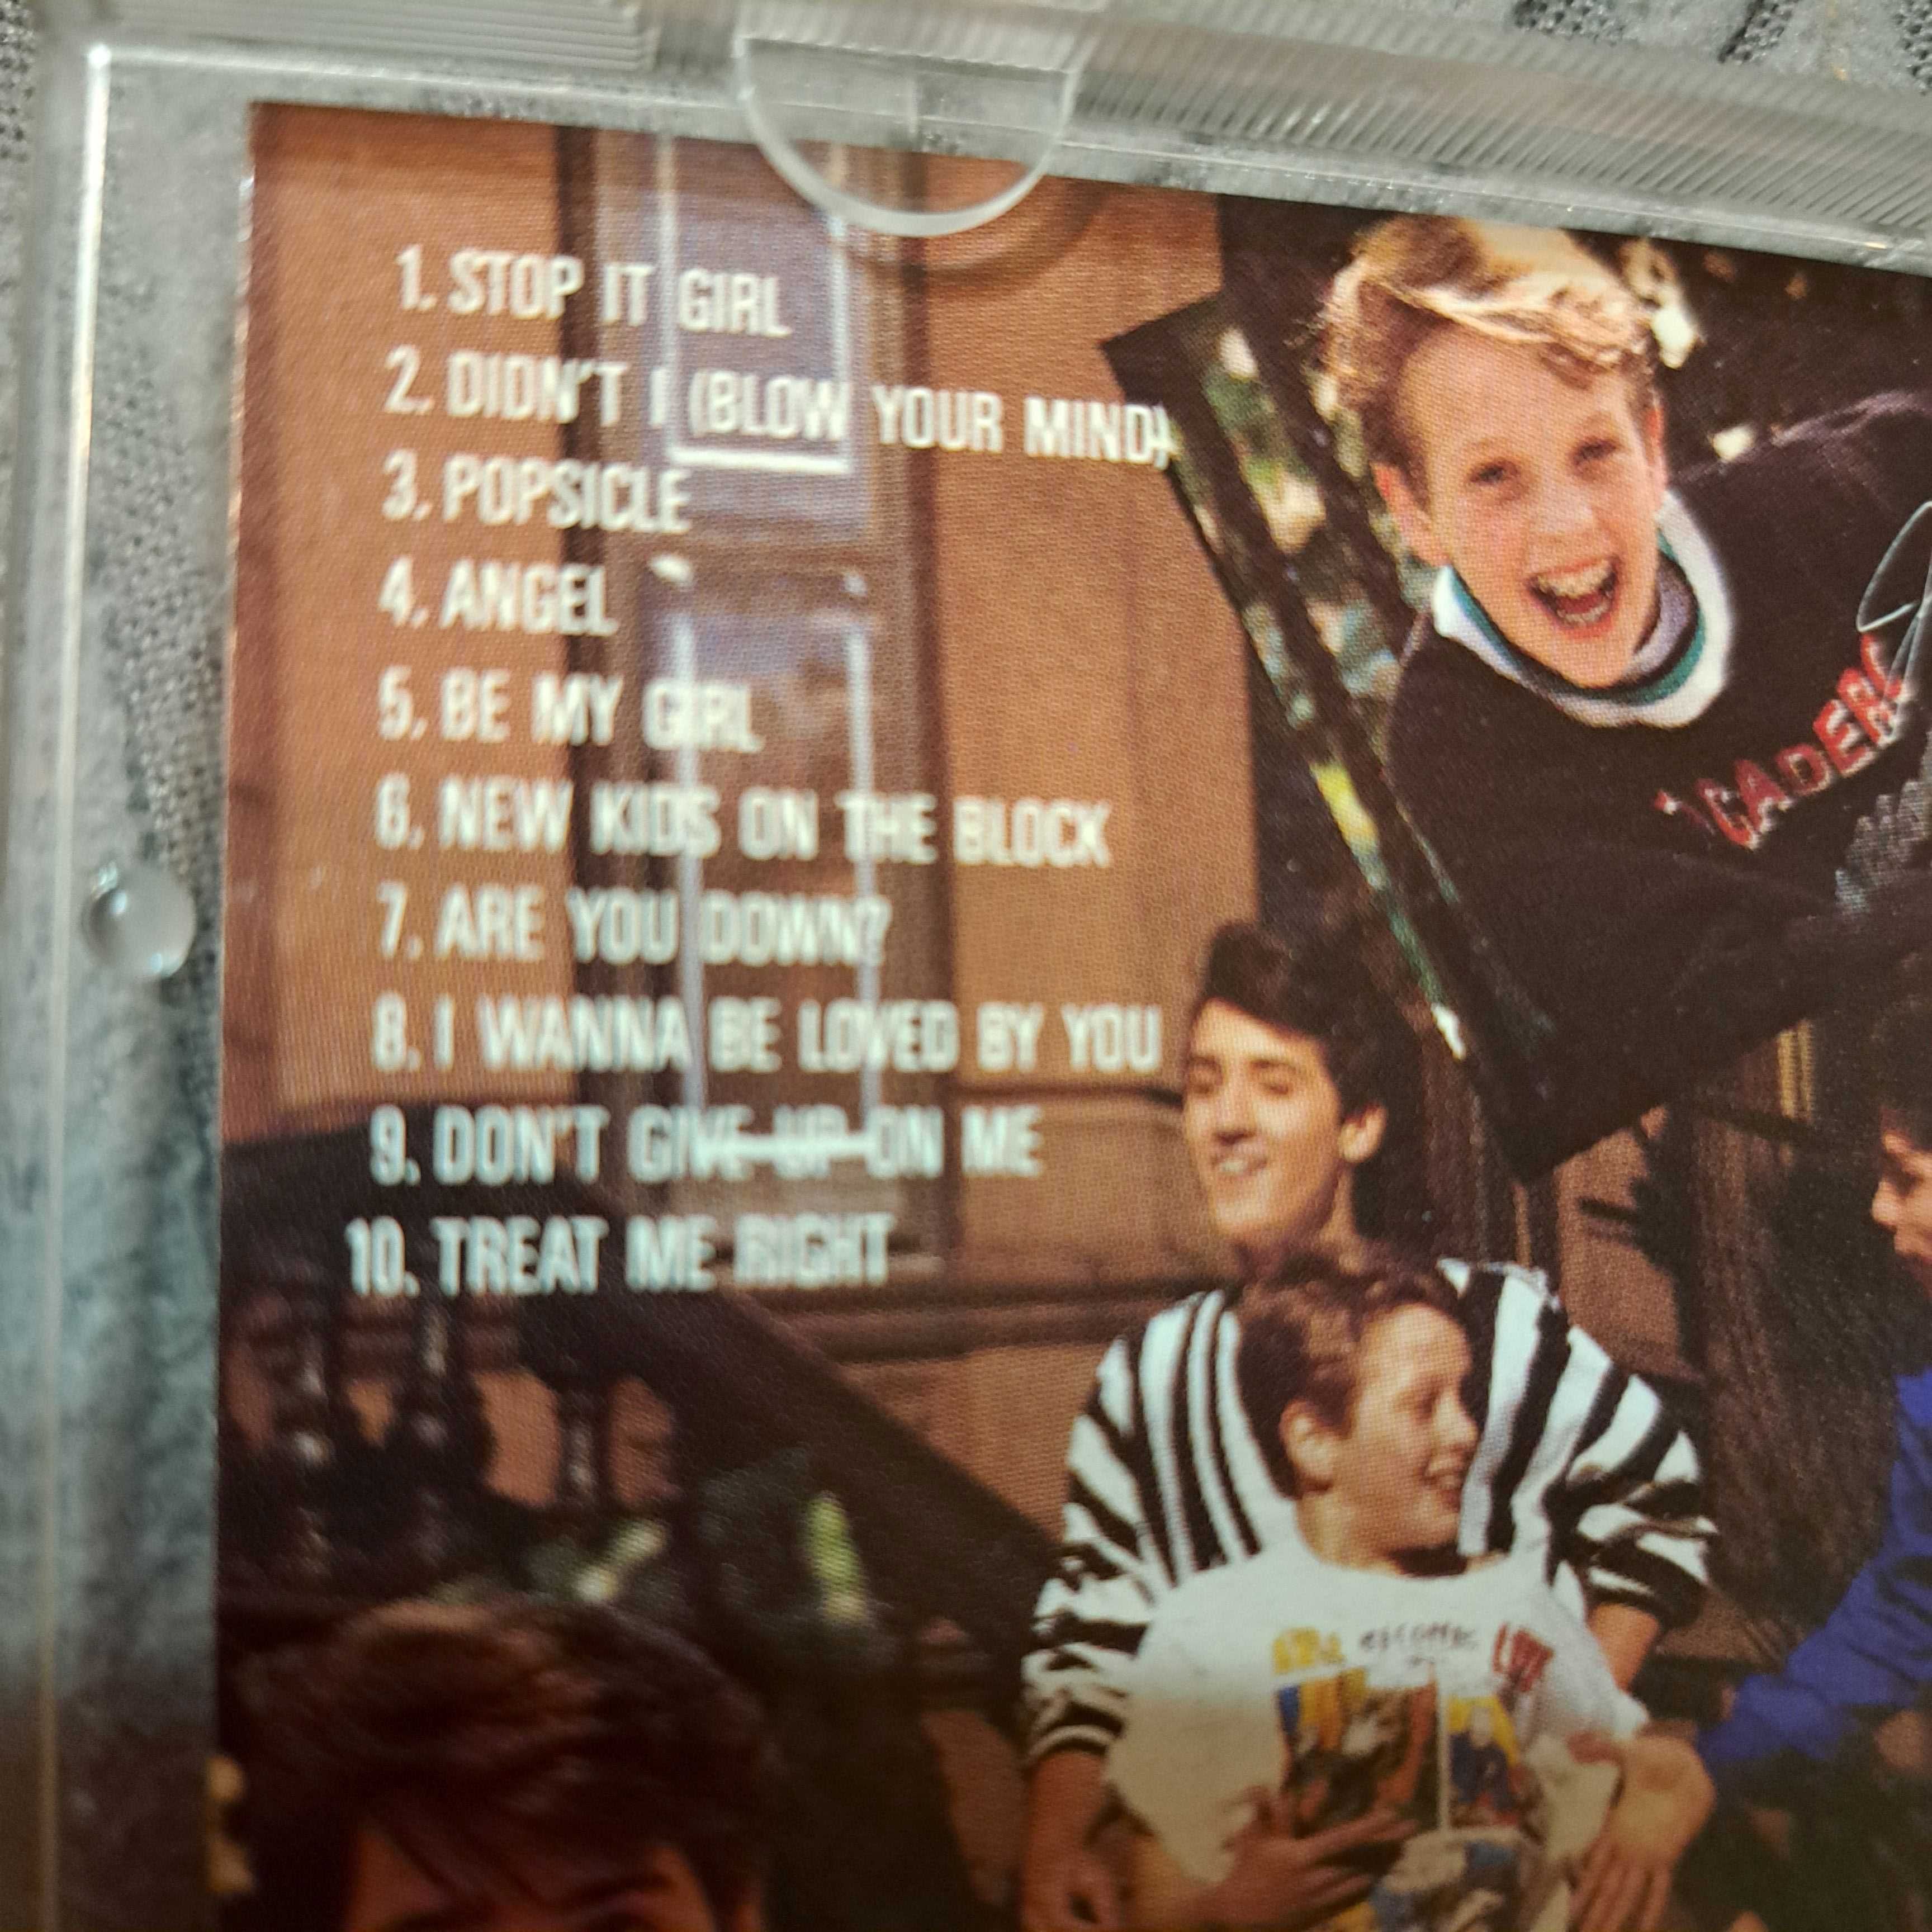 1. STOP IT GIRL
2. DIDN'T I (BLOW YOUR MIND)
3. POPSICLE
4. ANGEL
5. BE MY GIRL
6. NEW KIDS ON THE BLOCK
7. ARE YOU DOWN?
8. I WANNA BE LOVED BY YOU
9. DON'T GIVE UP ON ME
10. TREAT ME RIGHT